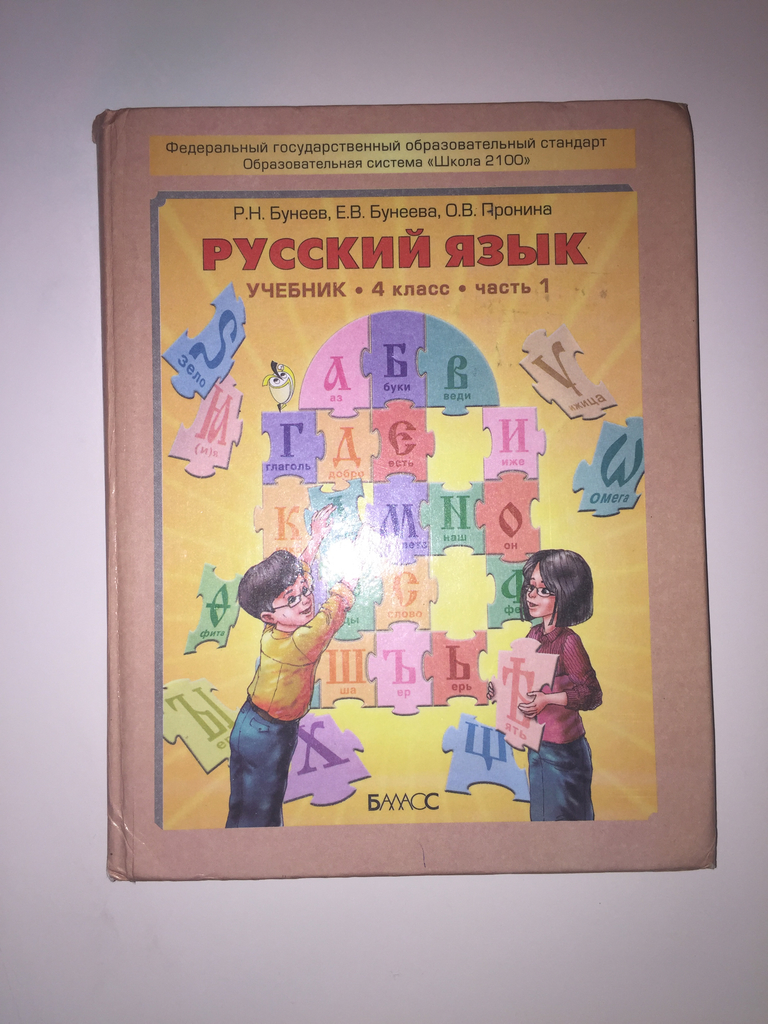 Федеральный государственный образовательный стандарт
Образовательная система «Школа 2100»
Р.Н. Бунеев, Е.В. Бунеева, О.В. Пронина
РУССКИЙ ЯЗЫК
УЧЕБНИК • 4 класс • часть 1
Ѕ
Зело
А Б В
аз буки веди
Ѵ
ижица
Г Д Е И
глаголь добро есть иже
Ѡ
омега
К М Н О
наш он
Ѳ
фита
С
слово
Ш Ъ Ь
ша ер ерь
Ѣ
ять
Ы
Х
БАЛАСС